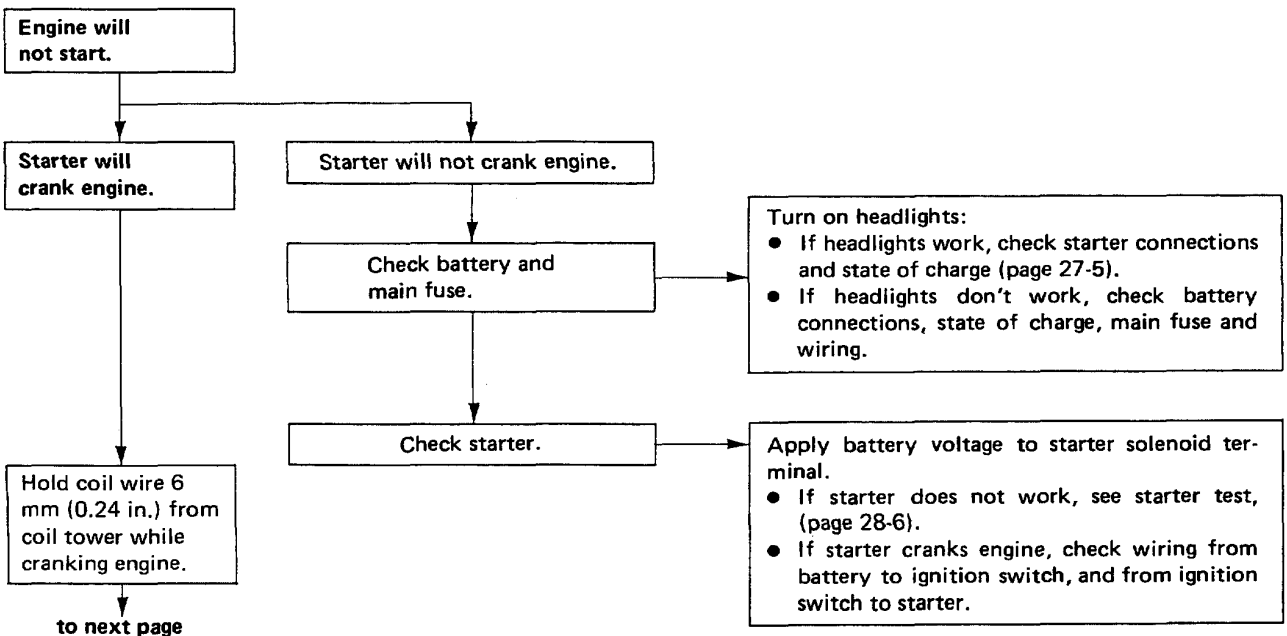 Engine will
not start.
Starter will
crank engine.
Starter will not crank engine.
Check battery and
main fuse.
Turn on headlights:
● If headlights work, check starter connections
and state of charge (page 27-5).
● If headlights don't work, check battery
connections, state of charge, main fuse and
wiring.
Check starter.
Apply battery voltage to starter solenoid ter-
minal.
● If starter does not work, see starter test,
(page 28-6).
● If starter cranks engine, check wiring from
battery to ignition switch, and from ignition
switch to starter.
Hold coil wire 6
mm (0.24 in.) from
coil tower while
cranking engine.
to next page